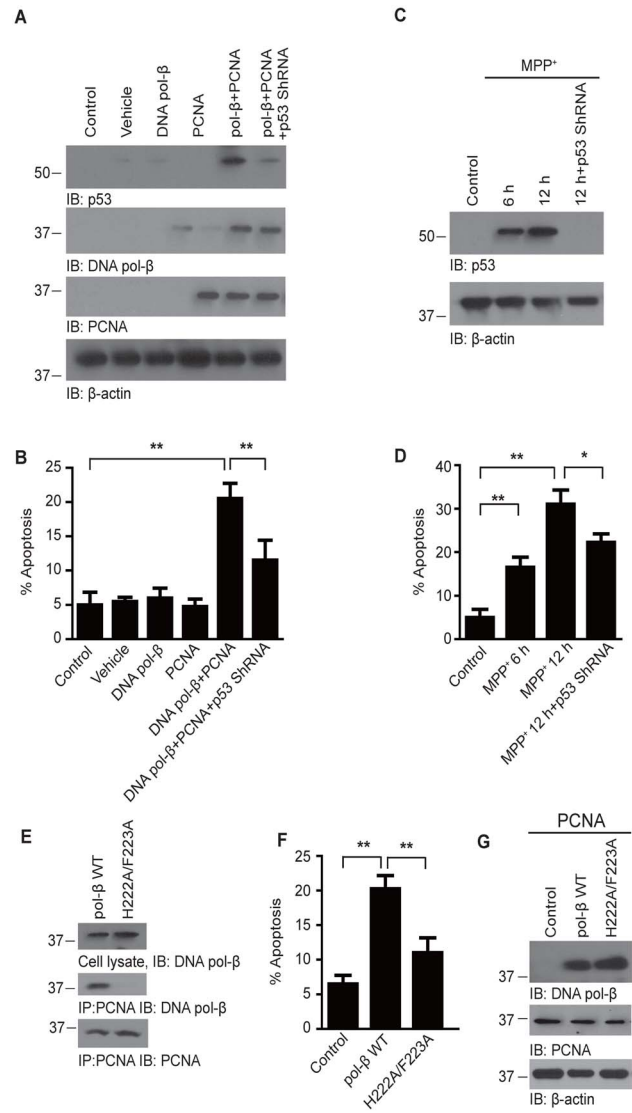 A
Control
Vehicle
DNA pol-β
PCNA
pol-β+PCNA
pol-β+PCNA
+p53 ShRNA
50
IB: p53
37
IB: DNA pol-β
37
IB: PCNA
37
IB: β-actin
B
% Apoptosis
25
20
15
10
5
0
**
**
Control
Vehicle
DNA pol-β
PCNA
DNA pol-β+PCNA
DNA pol-β+PCNA+p53 ShRNA
C
MPP⁺
Control
6 h
12 h
12 h+p53 ShRNA
50
IB: p53
37
IB: β-actin
D
% Apoptosis
40
30
20
10
0
**
**
*
Control
MPP⁺ 6 h
MPP⁺ 12 h
MPP⁺ 12 h+p53 ShRNA
E
pol-β WT
H222A/F223A
37
Cell lysate, IB: DNA pol-β
37
IP:PCNA IB: DNA pol-β
37
IP:PCNA IB: PCNA
F
% Apoptosis
25
20
15
10
5
0
**
**
Control
pol-β WT
H222A/F223A
G
PCNA
Control
pol-β WT
H222A/F223A
37
IB: DNA pol-β
37
IB: PCNA
37
IB: β-actin